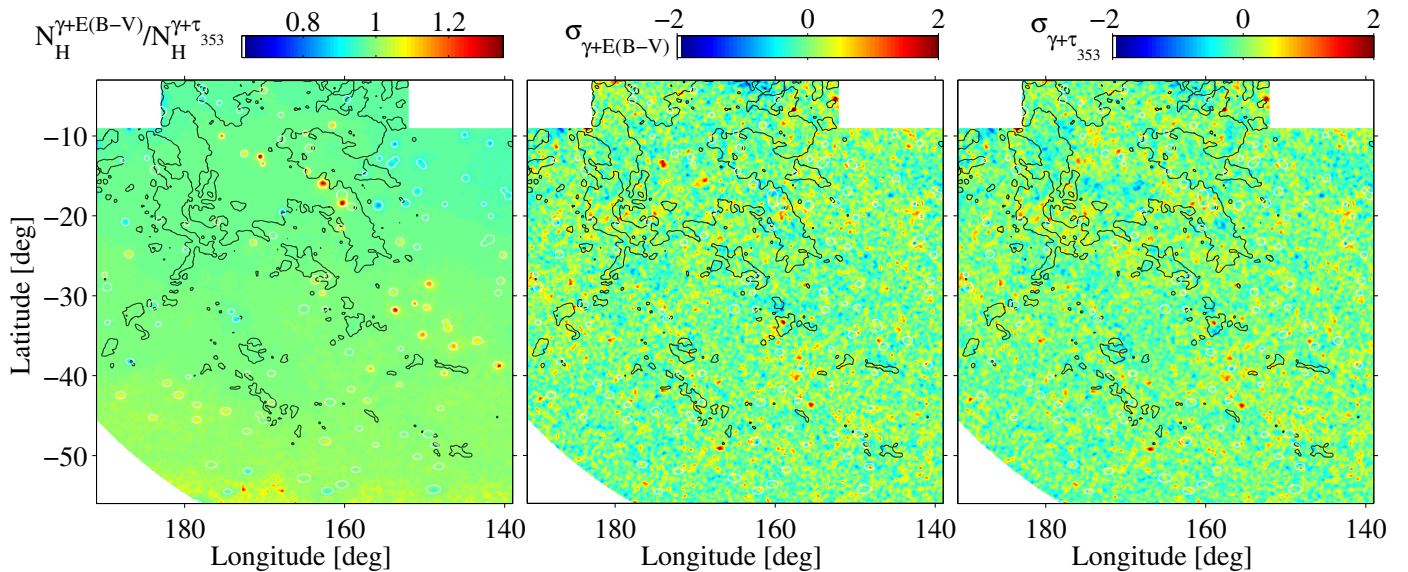 N_H^{γ+E(B−V)}/N_H^{γ+τ_353} 0.8 1 1.2
σ_{γ+E(B−V)} −2 0 2
σ_{γ+τ_353} −2 0 2
Latitude [deg]
−10
−20
−30
−40
−50
180 160 140
Longitude [deg]
180 160 140
Longitude [deg]
180 160 140
Longitude [deg]